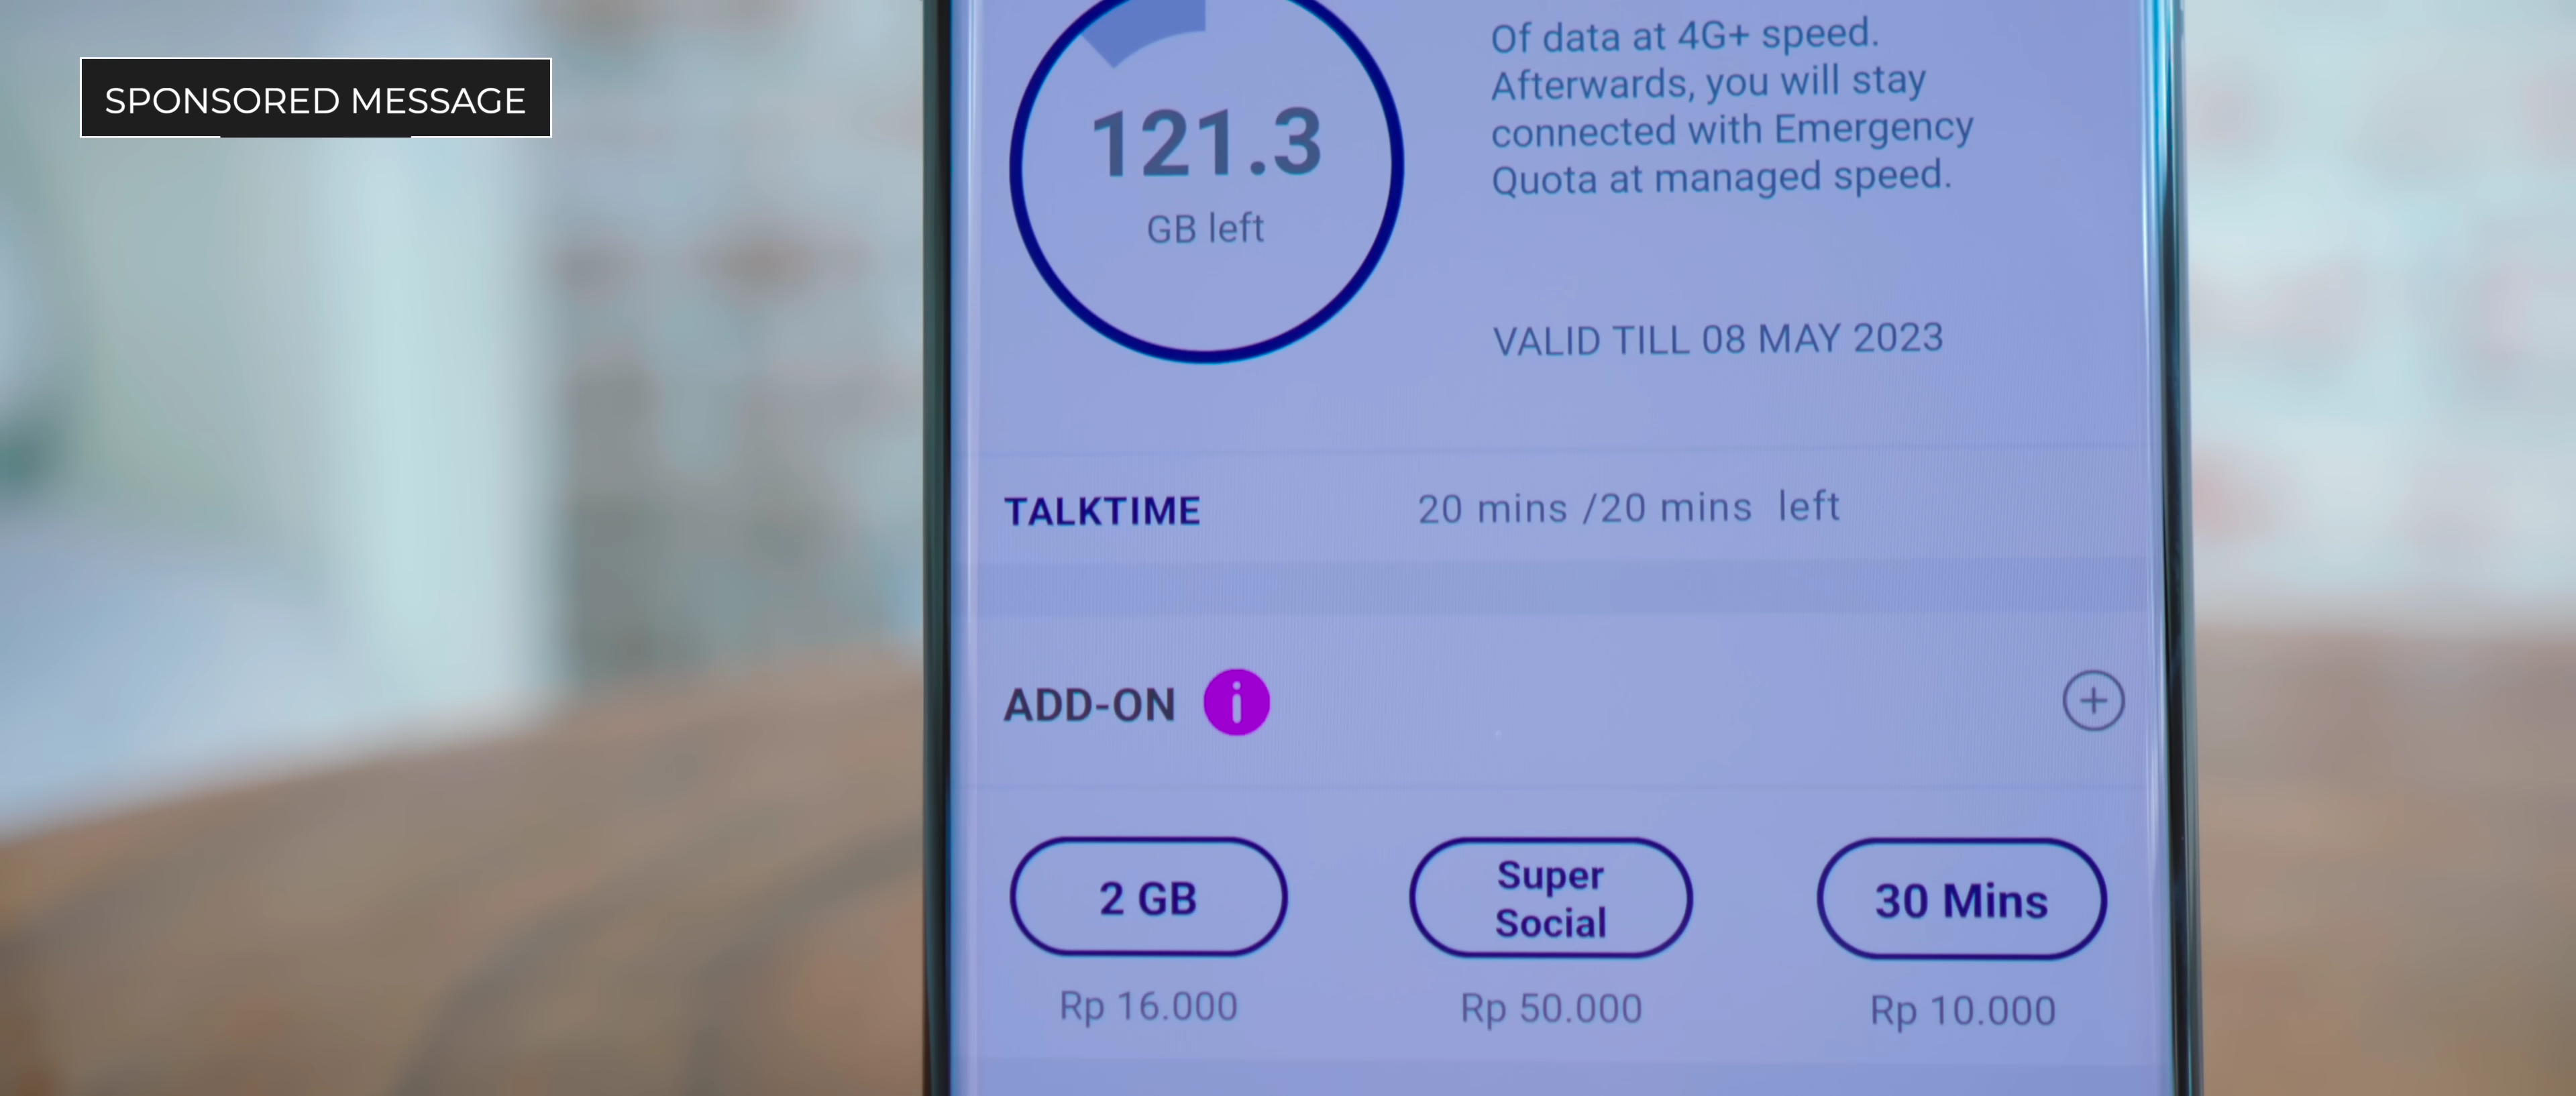 SPONSORED MESSAGE
121.3
GB left
Of data at 4G+ speed.
Afterwards, you will stay
connected with Emergency
Quota at managed speed.
VALID TILL 08 MAY 2023
TALKTIME
20 mins /20 mins left
ADD-ON i
2 GB
Super
Social
30 Mins
Rp 16.000
Rp 50.000
Rp 10.000